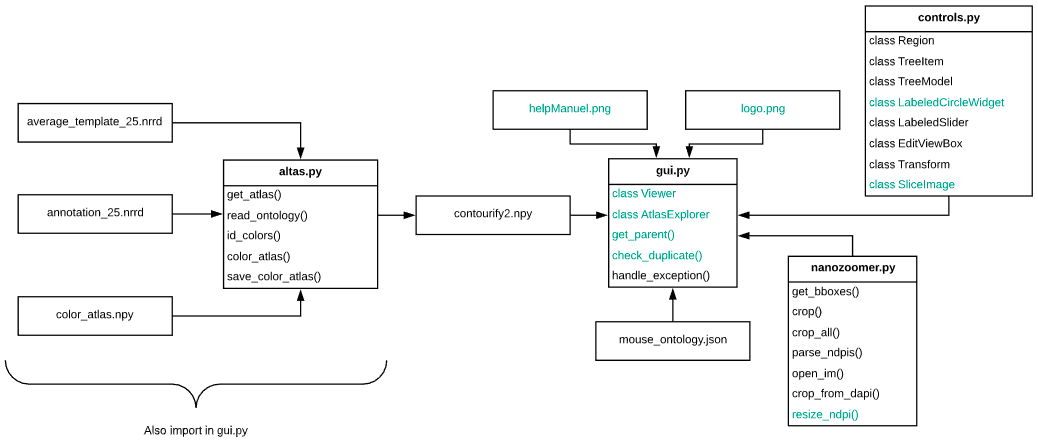 average_template_25.nrrd
annotation_25.nrrd
color_atlas.npy
Also import in gui.py
altas.py
get_atlas()
read_ontology()
id_colors()
color_atlas()
save_color_atlas()
contourify2.npy
helpManuel.png
logo.png
gui.py
class Viewer
class AtlasExplorer
get_parent()
check_duplicate()
handle_exception()
mouse_ontology.json
controls.py
class Region
class TreeItem
class TreeModel
class LabeledCircleWidget
class LabeledSlider
class EditViewBox
class Transform
class SliceImage
nanozoomer.py
get_bboxes()
crop()
crop_all()
parse_ndpis()
open_im()
crop_from_dapi()
resize_ndpi()